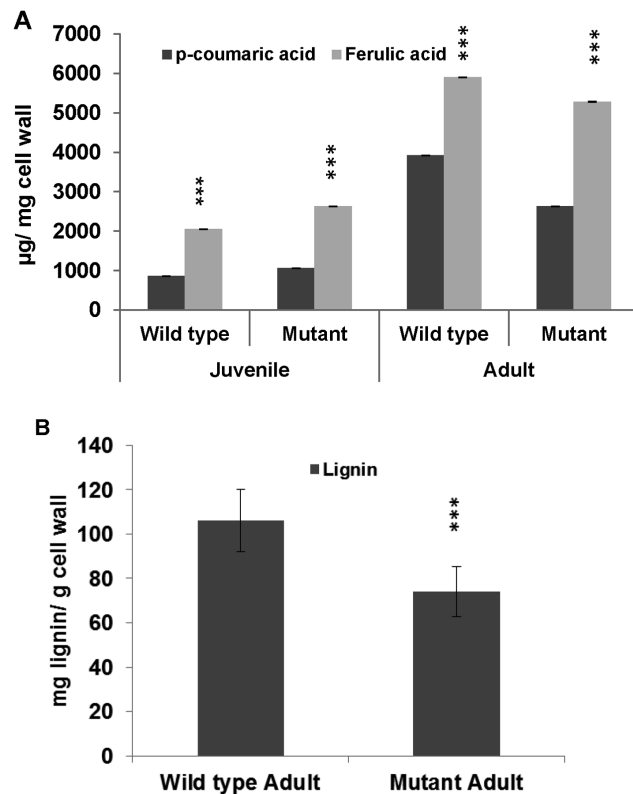 A
7000
p-coumaric acid
Ferulic acid
6000
5000
4000
3000
2000
1000
0
µg/ mg cell wall
***
***
***
***
Wild type
Mutant
Wild type
Mutant
Juvenile
Adult
B
140
Lignin
120
100
80
60
40
20
0
mg lignin/ g cell wall
***
Wild type Adult
Mutant Adult